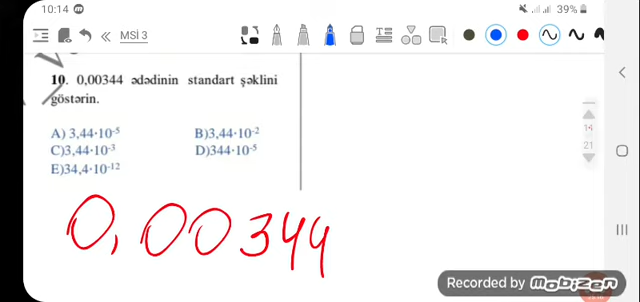 10:14
39%
MSİ 3
10. 0,00344 ədədinin standart şəklini
göstərin.
A) 3,44·10⁻⁵ B)3,44·10⁻²
C)3,44·10⁻³ D)344·10⁻⁵
E)34,4·10⁻¹²
0,00344
14
21
Recorded by Mobizen